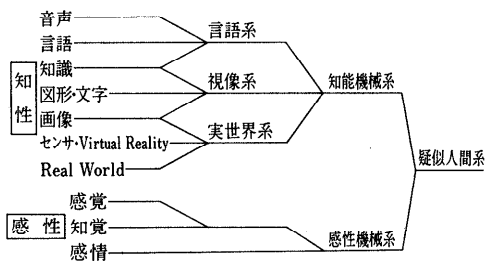 音声
言語
知識
図形・文字
画像
センサ・Virtual Reality
Real World
知性
言語系
視像系
実世界系
知能機械系
疑似人間系
感覚
知覚
感情
感性
感性機械系